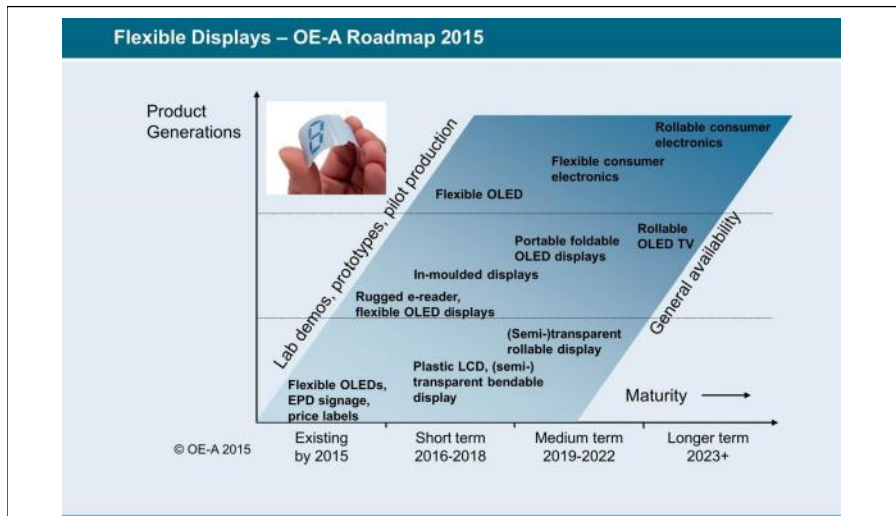 Flexible Displays – OE-A Roadmap 2015
Product
Generations
Lab demos, prototypes, pilot production
Rollable consumer
electronics
Flexible consumer
electronics
Flexible OLED
Rollable
OLED TV
Portable foldable
OLED displays
In-moulded displays
Rugged e-reader,
flexible OLED displays
General availability
(Semi-)transparent
rollable display
Plastic LCD, (semi-)
transparent bendable
display
Flexible OLEDs,
EPD signage,
price labels
Maturity
© OE-A 2015
Existing
by 2015
Short term
2016-2018
Medium term
2019-2022
Longer term
2023+